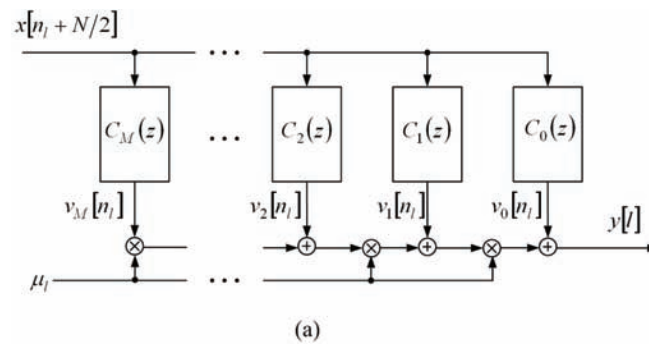 x[n_l + N/2]
C_M(z) ... C_2(z) C_1(z) C_0(z)
v_M[n_l] v_2[n_l] v_1[n_l] v_0[n_l] y[l]
μ_l ...
(a)